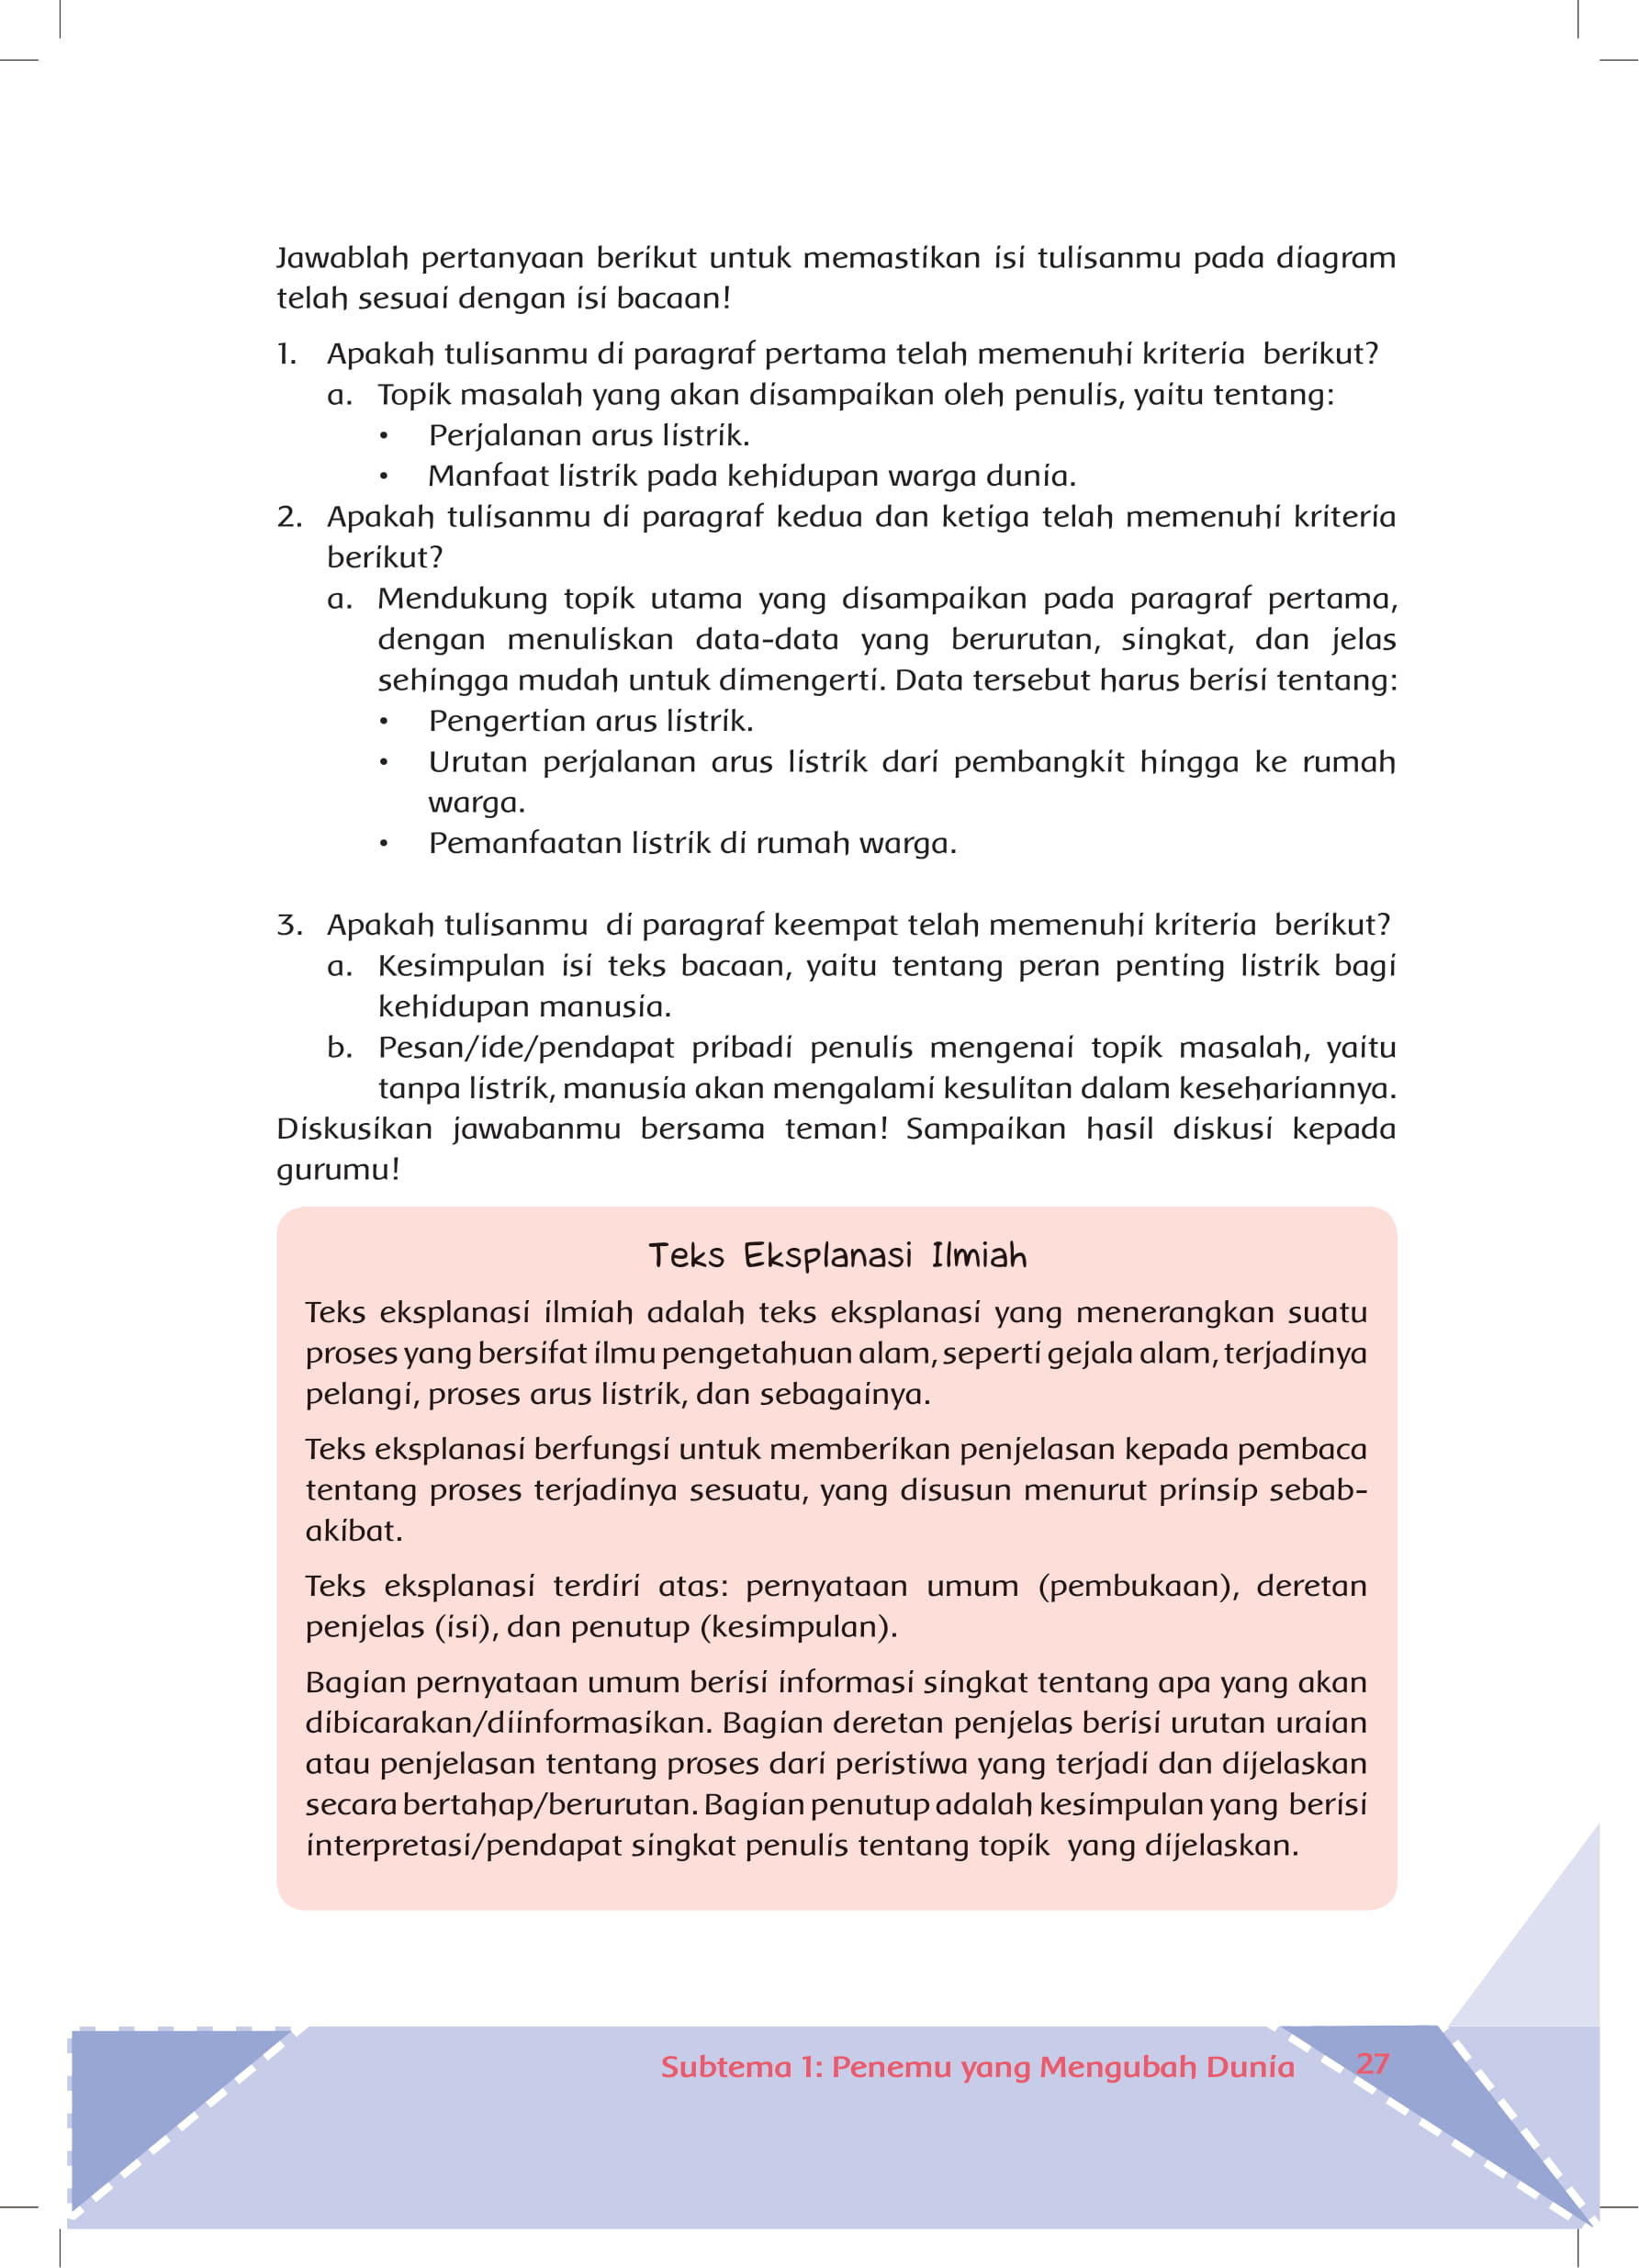 Jawablah pertanyaan berikut untuk memastikan isi tulisanmu pada diagram
telah sesuai dengan isi bacaan!
1. Apakah tulisanmu di paragraf pertama telah memenuhi kriteria berikut?
a. Topik masalah yang akan disampaikan oleh penulis, yaitu tentang:
• Perjalanan arus listrik.
• Manfaat listrik pada kehidupan warga dunia.
2. Apakah tulisanmu di paragraf kedua dan ketiga telah memenuhi kriteria
berikut?
a. Mendukung topik utama yang disampaikan pada paragraf pertama,
dengan menuliskan data-data yang berurutan, singkat, dan jelas
sehingga mudah untuk dimengerti. Data tersebut harus berisi tentang:
• Pengertian arus listrik.
• Urutan perjalanan arus listrik dari pembangkit hingga ke rumah
warga.
• Pemanfaatan listrik di rumah warga.
3. Apakah tulisanmu di paragraf keempat telah memenuhi kriteria berikut?
a. Kesimpulan isi teks bacaan, yaitu tentang peran penting listrik bagi
kehidupan manusia.
b. Pesan/ide/pendapat pribadi penulis mengenai topik masalah, yaitu
tanpa listrik, manusia akan mengalami kesulitan dalam kesehariannya.
Diskusikan jawabanmu bersama teman! Sampaikan hasil diskusi kepada
gurumu!
Teks Eksplanasi Ilmiah
Teks eksplanasi ilmiah adalah teks eksplanasi yang menerangkan suatu
proses yang bersifat ilmu pengetahuan alam, seperti gejala alam, terjadinya
pelangi, proses arus listrik, dan sebagainya.
Teks eksplanasi berfungsi untuk memberikan penjelasan kepada pembaca
tentang proses terjadinya sesuatu, yang disusun menurut prinsip sebab-
akibat.
Teks eksplanasi terdiri atas: pernyataan umum (pembukaan), deretan
penjelas (isi), dan penutup (kesimpulan).
Bagian pernyataan umum berisi informasi singkat tentang apa yang akan
dibicarakan/diinformasikan. Bagian deretan penjelas berisi urutan uraian
atau penjelasan tentang proses dari peristiwa yang terjadi dan dijelaskan
secara bertahap/berurutan. Bagian penutup adalah kesimpulan yang berisi
interpretasi/pendapat singkat penulis tentang topik yang dijelaskan.
Subtema 1: Penemu yang Mengubah Dunia 27